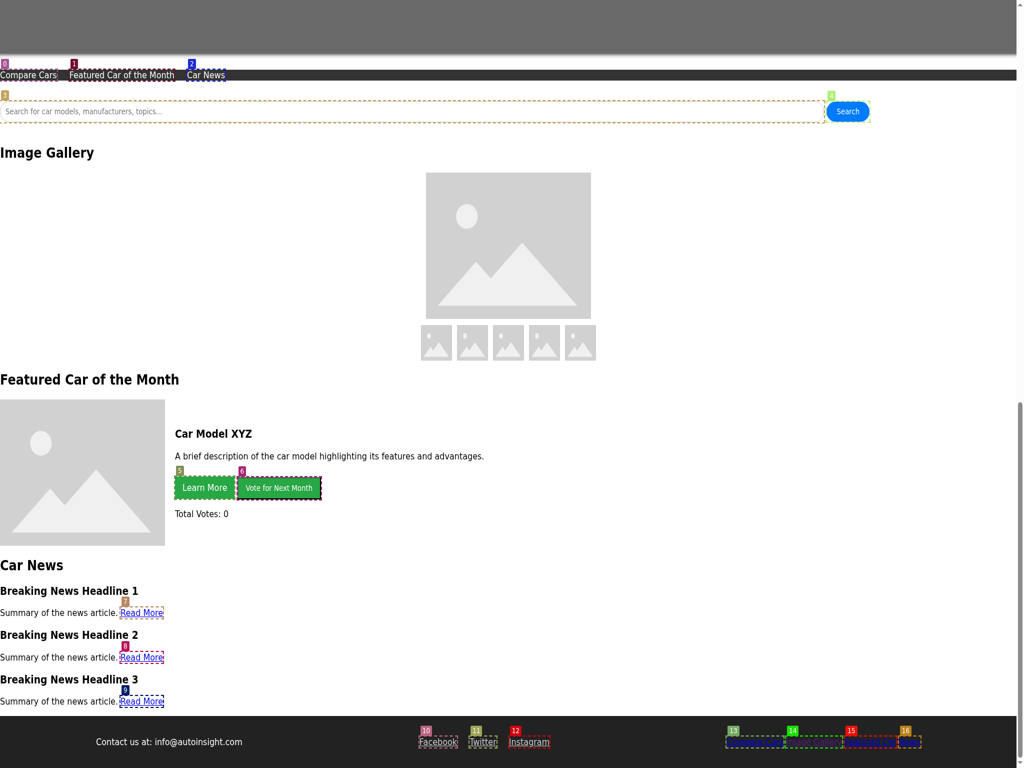 0 1 2
Compare Cars Featured Car of the Month Car News
3
Search for car models, manufacturers, topics... Search
Image Gallery
Featured Car of the Month
Car Model XYZ
A brief description of the car model highlighting its features and advantages.
5 6
Learn More Vote for Next Month
Total Votes: 0
Car News
Breaking News Headline 1
7
Summary of the news article. Read More
Breaking News Headline 2
8
Summary of the news article. Read More
Breaking News Headline 3
9
Summary of the news article. Read More
10 11 12 13 14 15 16
Contact us at: info@autoinsight.com Facebook Twitter Instagram